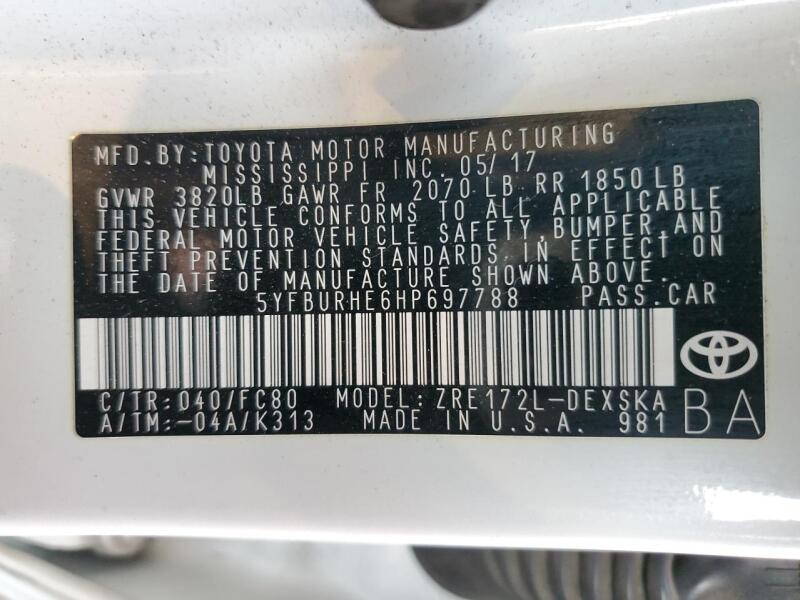 MFD. BY: TOYOTA MOTOR MANUFACTURING
MISSISSIPPI INC. 05/17
GVWR 3820LB GAWR FR 2070 LB RR 1850 LB
THIS VEHICLE CONFORMS TO ALL APPLICABLE
FEDERAL MOTOR VEHICLE SAFETY, BUMPER, AND
THEFT PREVENTION STANDARDS IN EFFECT ON
THE DATE OF MANUFACTURE SHOWN ABOVE.
5YFBURHE6HP697788 PASS. CAR
C/TR: 040/FC80 MODEL: ZRE172L-DEXSKA
A/TM: -04A/K313 MADE IN U.S.A. 981
BA